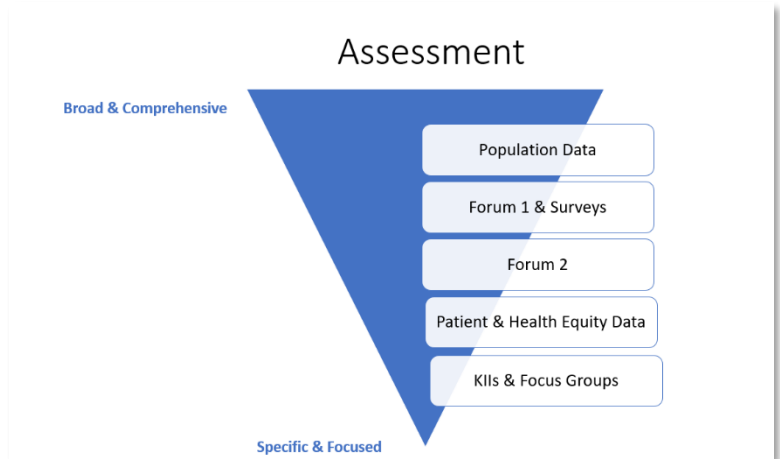 Assessment
Broad & Comprehensive
Population Data
Forum 1 & Surveys
Forum 2
Patient & Health Equity Data
KIIs & Focus Groups
Specific & Focused